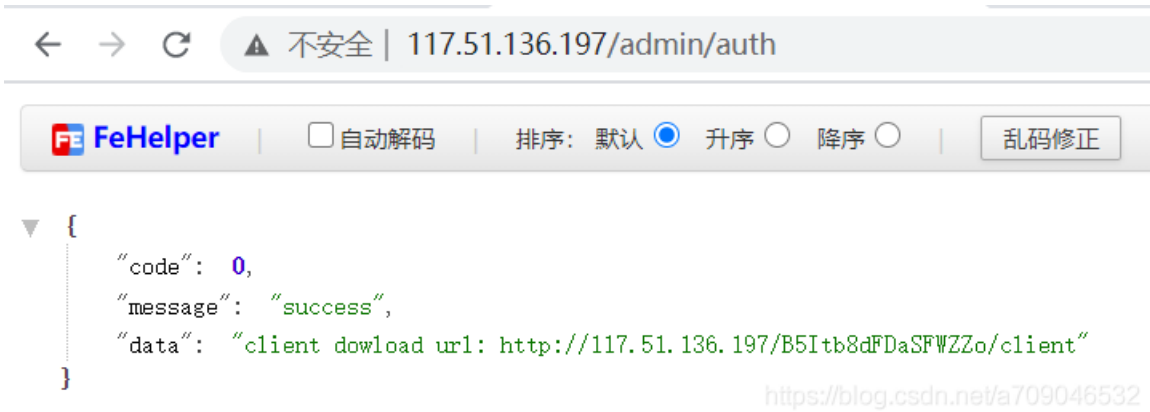 不安全 | 117.51.136.197/admin/auth
FeHelper | 自动解码 | 排序: 默认 升序 降序 | 乱码修正
{
"code": 0,
"message": "success",
"data": "client dowload url: http://117.51.136.197/B5Itb8dFDaSFWZZo/client"
}
https://blog.csdn.net/a709046532